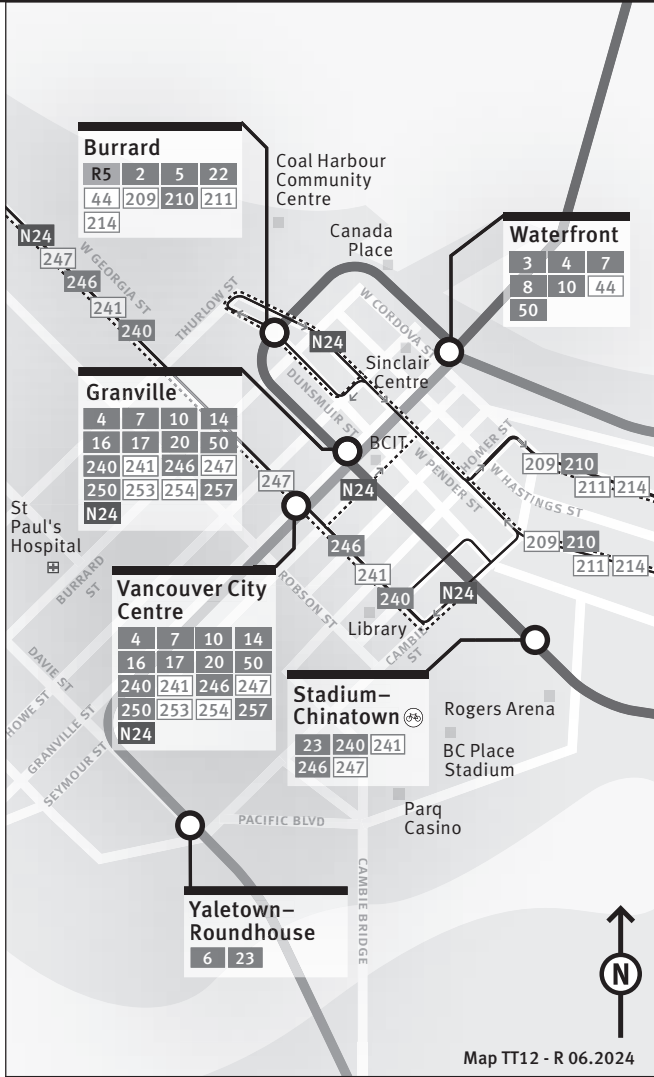 Burrard
R5 2 5 22
44 209 210 211
214
Coal Harbour
Community
Centre
Canada
Place
Waterfront
3 4 7
8 10 44
50
N24
247
246
241
240
W GEORGIA ST
THURLOW ST
N24
W CORDOVA ST
Sinclair
Centre
DUNSMUIR ST
Granville
4 7 10 14
16 17 20 50
240 241 246 247
250 253 254 257
N24
BCIT
HOMER ST
W PENDER ST
W HASTINGS ST
209 210
211 214
247
N24
St
Paul's
Hospital
BURRARD
ST
246
241
240
209 210
211 214
N24
ROBSON ST
Library
CAMBIE
ST
Vancouver City
Centre
4 7 10 14
16 17 20 50
240 241 246 247
250 253 254 257
N24
DAVIE ST
HOWE ST
GRANVILLE ST
SEYMOUR ST
Stadium–
Chinatown
23 240 241
246 247
Rogers Arena
BC Place
Stadium
Parq
Casino
PACIFIC BLVD
CAMBIE BRIDGE
Yaletown–
Roundhouse
6 23
N
Map TT12 - R 06.2024